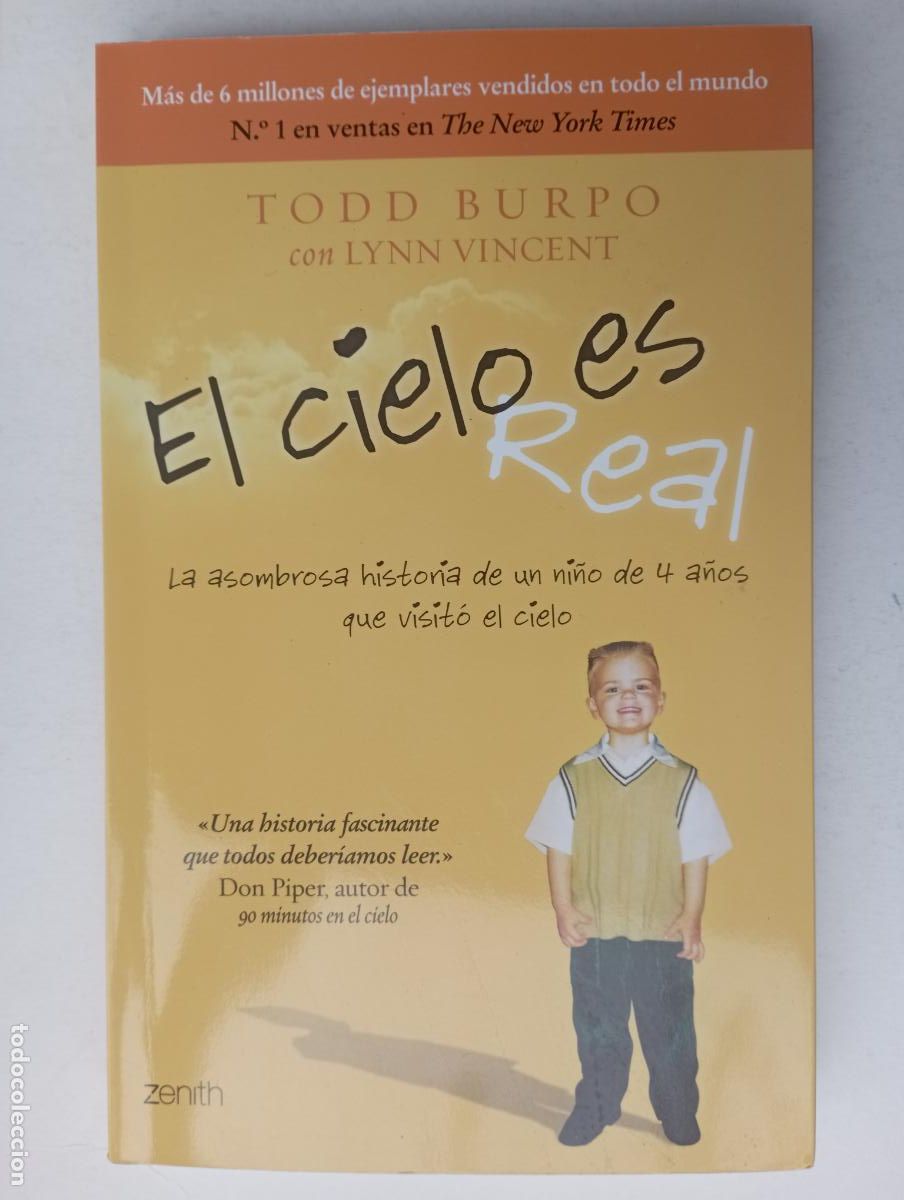 Más de 6 millones de ejemplares vendidos en todo el mundo
N.º 1 en ventas en The New York Times
TODD BURPO
con LYNN VINCENT
El cielo es
Real
La asombrosa historia de un niño de 4 años
que visitó el cielo
«Una historia fascinante
que todos deberíamos leer.»
Don Piper, autor de
90 minutos en el cielo
zenith
todocoleccion